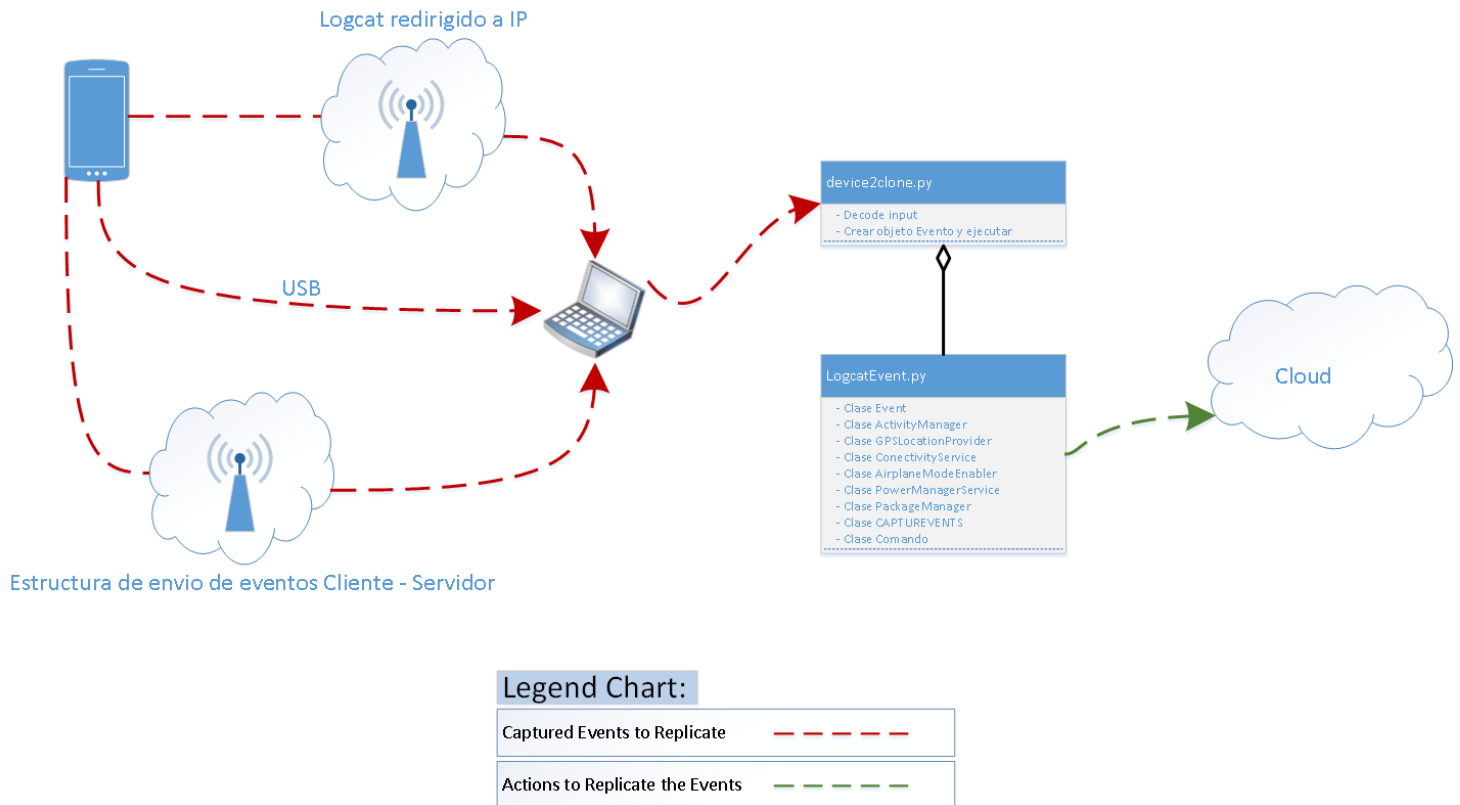 Logcat redirigido a IP
USB
Estructura de envio de eventos Cliente - Servidor
device2clone.py
- Decode input
- Crear objeto Evento y ejecutar
LogcatEvent.py
- Clase Event
- Clase ActivityManager
- Clase GPSLocationProvider
- Clase ConectivityService
- Clase AirplaneModeEnabler
- Clase PowerManagerService
- Clase PackageManager
- Clase CAPTUREVENTS
- Clase Comando
Cloud
Legend Chart:
Captured Events to Replicate
Actions to Replicate the Events